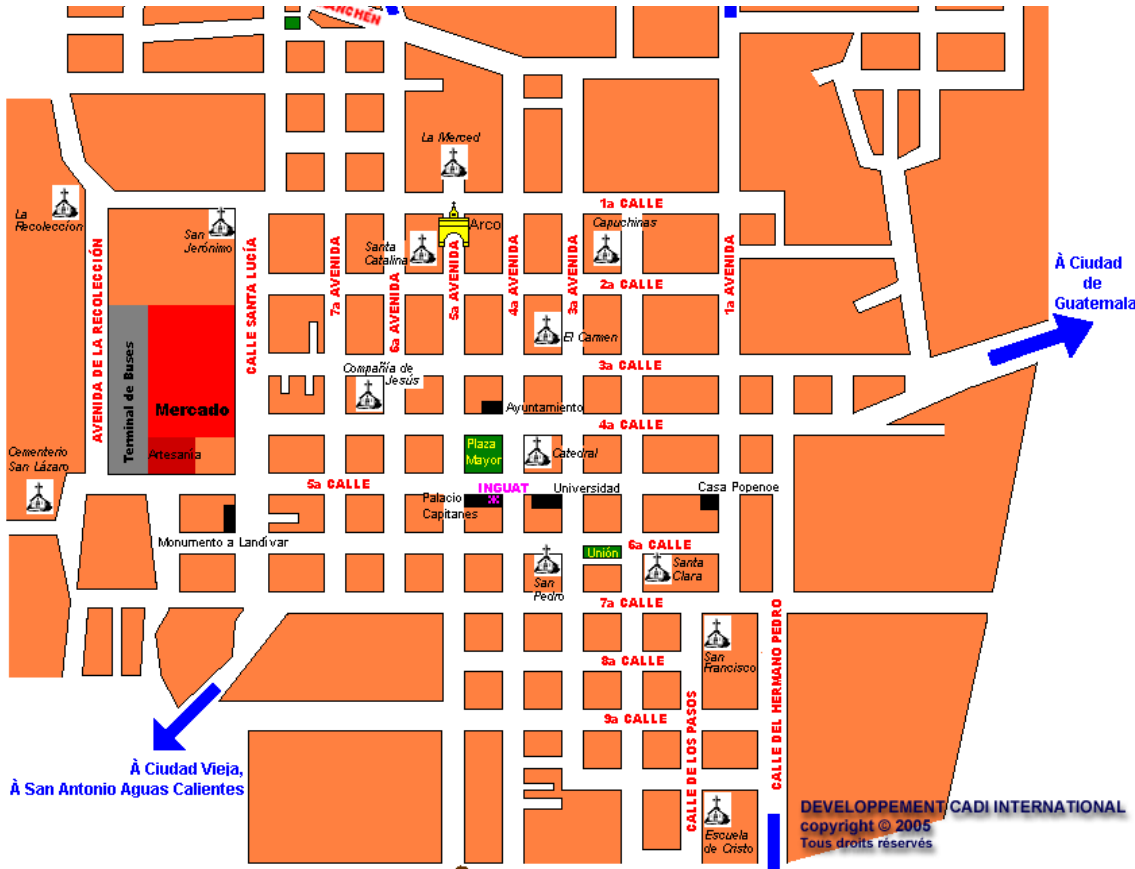 ANCHÉN
La Merced
La
Recoleccíon
San
Jerónimo
Santa
Catalina
Arco
Capuchinas
1a CALLE
AVENIDA DE LA RECOLECCIÓN
CALLE SANTA LUCÍA
7a AVENIDA
6a AVENIDA
5a AVENIDA
4a AVENIDA
3a AVENIDA
1a AVENIDA
2a CALLE
À Ciudad
de
Guatemala
El Carmen
3a CALLE
Compañía de
Jesús
Terminal de Buses
Mercado
Artesanía
Ayuntamiento
4a CALLE
Cementerio
San Lázaro
Plaza
Mayor
Catedral
5a CALLE
INGUAT
Palacio
Capitanes
Universidad
Casa Popenoe
Monumento a Landívar
6a CALLE
Unión
San
Pedro
Santa
Clara
7a CALLE
San
Francisco
8a CALLE
9a CALLE
CALLE DE LOS PASOS
CALLE DEL HERMANO PEDRO
À Ciudad Vieja,
À San Antonio Aguas Calientes
Escuela
de Cristo
DEVELOPPEMENT CADI INTERNATIONAL
copyright © 2005
Tous droits réservés